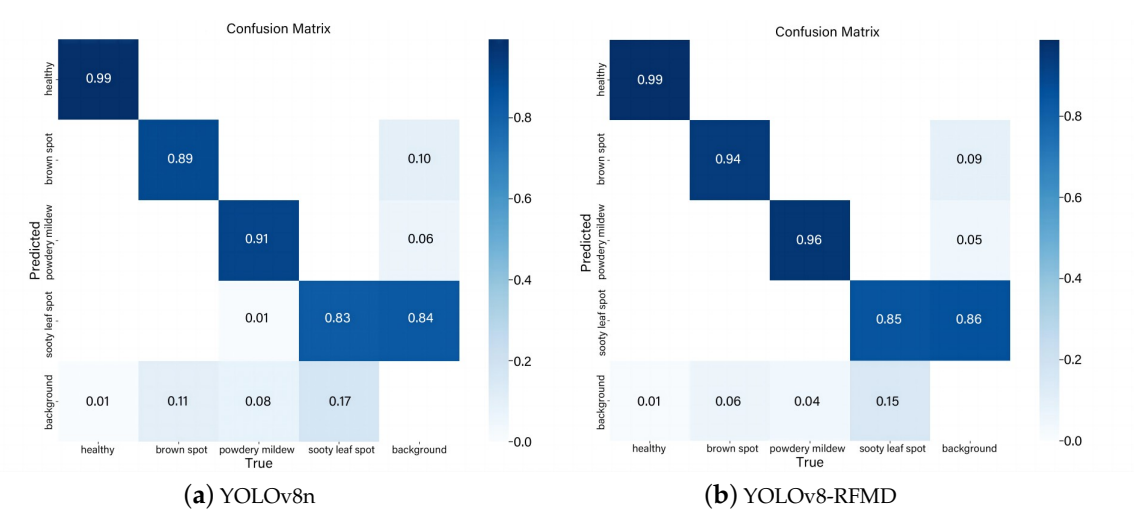 Confusion Matrix
healthy
brown spot
powdery mildew
sooty leaf spot
background
Predicted
0.99
0.89
0.10
0.91
0.06
0.01
0.83
0.84
0.01
0.11
0.08
0.17
healthy
brown spot
powdery mildew
sooty leaf spot
background
True
0.8
0.6
0.4
0.2
0.0
(a) YOLOv8n
Confusion Matrix
healthy
brown spot
powdery mildew
sooty leaf spot
background
Predicted
0.99
0.94
0.09
0.96
0.05
0.85
0.86
0.01
0.06
0.04
0.15
healthy
brown spot
powdery mildew
sooty leaf spot
background
True
0.8
0.6
0.4
0.2
0.0
(b) YOLOv8-RFMD